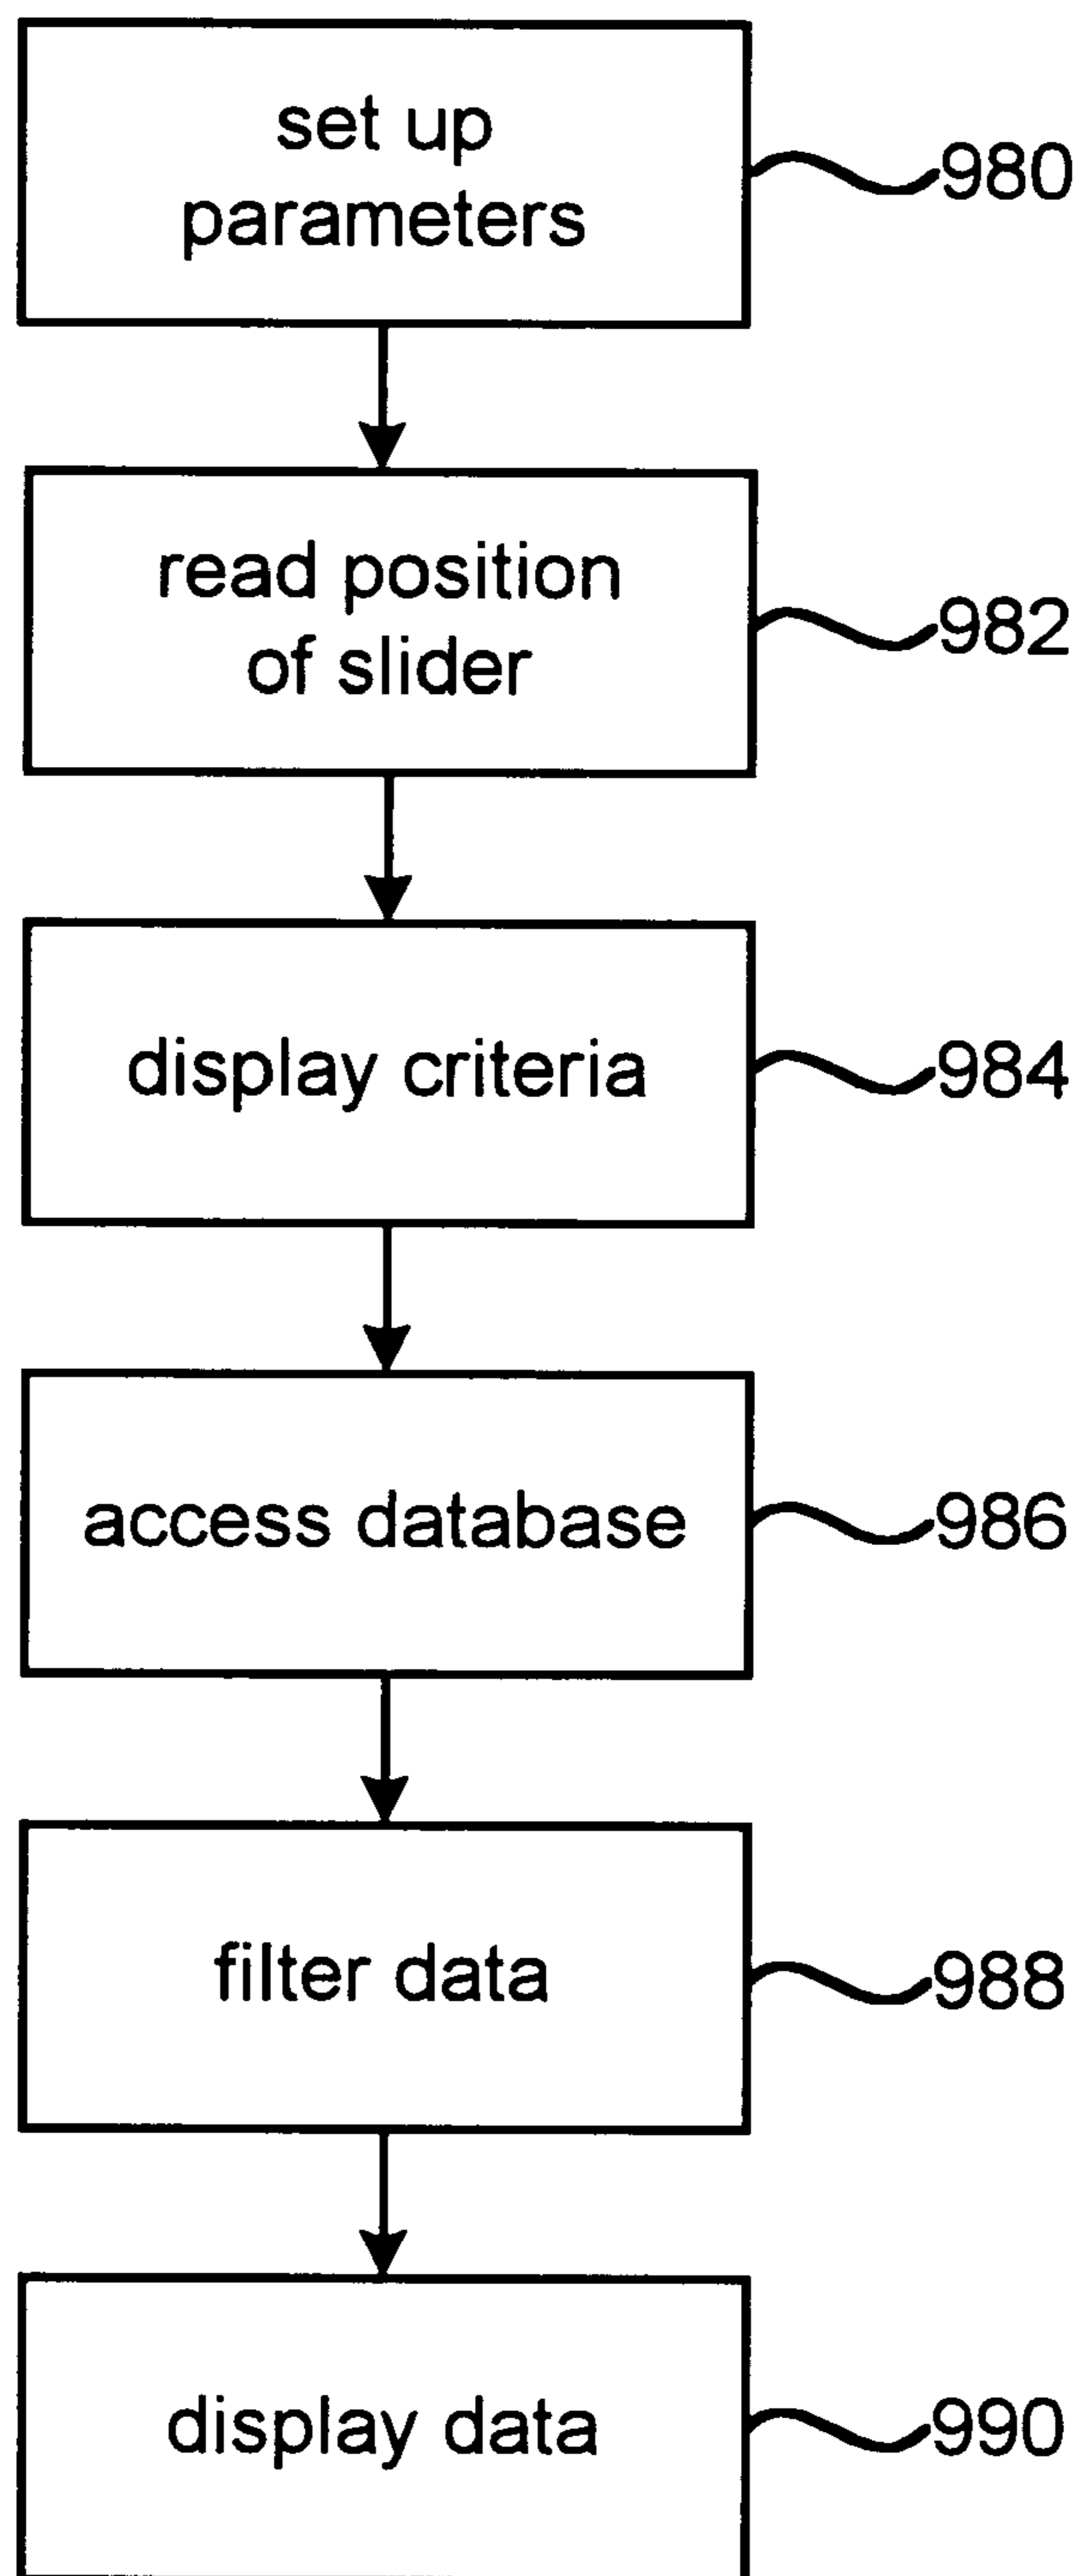 set up
parameters
980
read position
of slider
982
display criteria
984
access database
986
filter data
988
display data
990